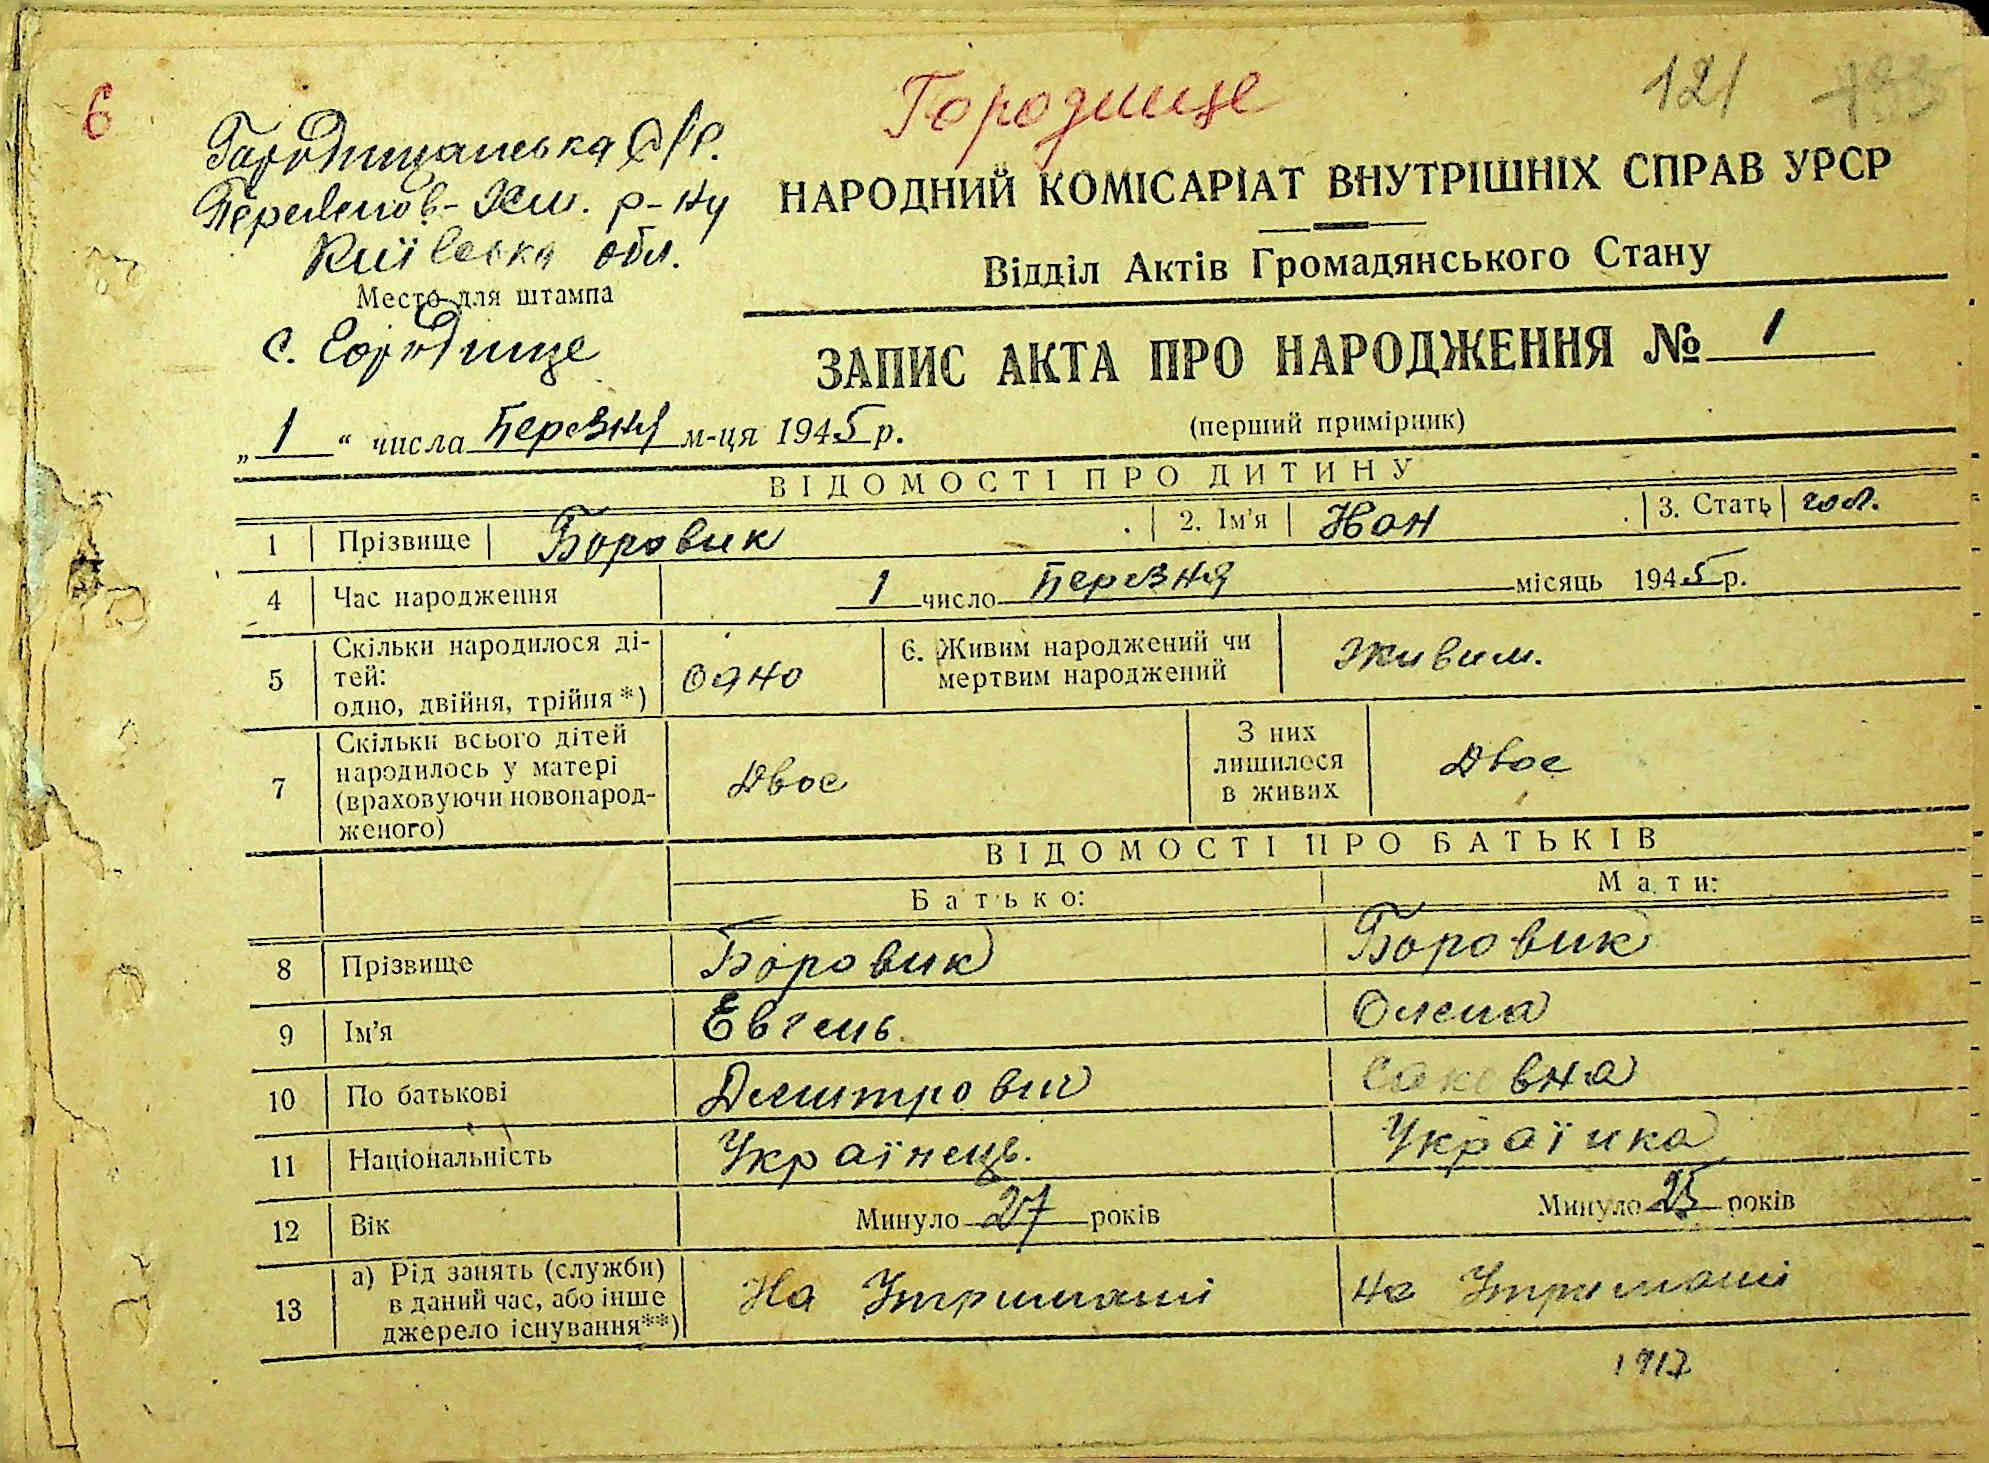 6
Городище
121
Городищанська С/Р.
Переяслов-Хм. р-ну
Київська обл.
Место для штампа
с. Городище
НАРОДНИЙ КОМІСАРІАТ ВНУТРІШНІХ СПРАВ УРСР
Відділ Актів Громадянського Стану
ЗАПИС АКТА ПРО НАРОДЖЕННЯ № 1
(перший примірник)
„ 1 “ числа Березня м-ця 1945 р.
ВІДОМОСТІ ПРО ДИТИНУ
1 Прізвище Боровик 2. Ім'я 3. Стать чол.
4 Час народження 1 число Березня місяць 1945 р.
5 Скільки народилося ді-
тей:
одно, двійня, трійня*) одно 6. Живим народжений чи
мертвим народжений Живим.
7 Скільки всього дітей
народилось у матері
(враховуючи новонарод-
женого) Двоє З них
лишилося
в живих Двоє
ВІДОМОСТІ ПРО БАТЬКІВ
Батько: Мати:
8 Прізвище Боровик Боровик
9 Ім'я Евгень. Олена
10 По батькові Дмитрович
11 Національність Українець. Українка
12 Вік Минуло 27 років Минуло 25 років
13 а) Рід занять (служби)
в даний час, або інше
джерело існування**) На Утриманні на Утриманні